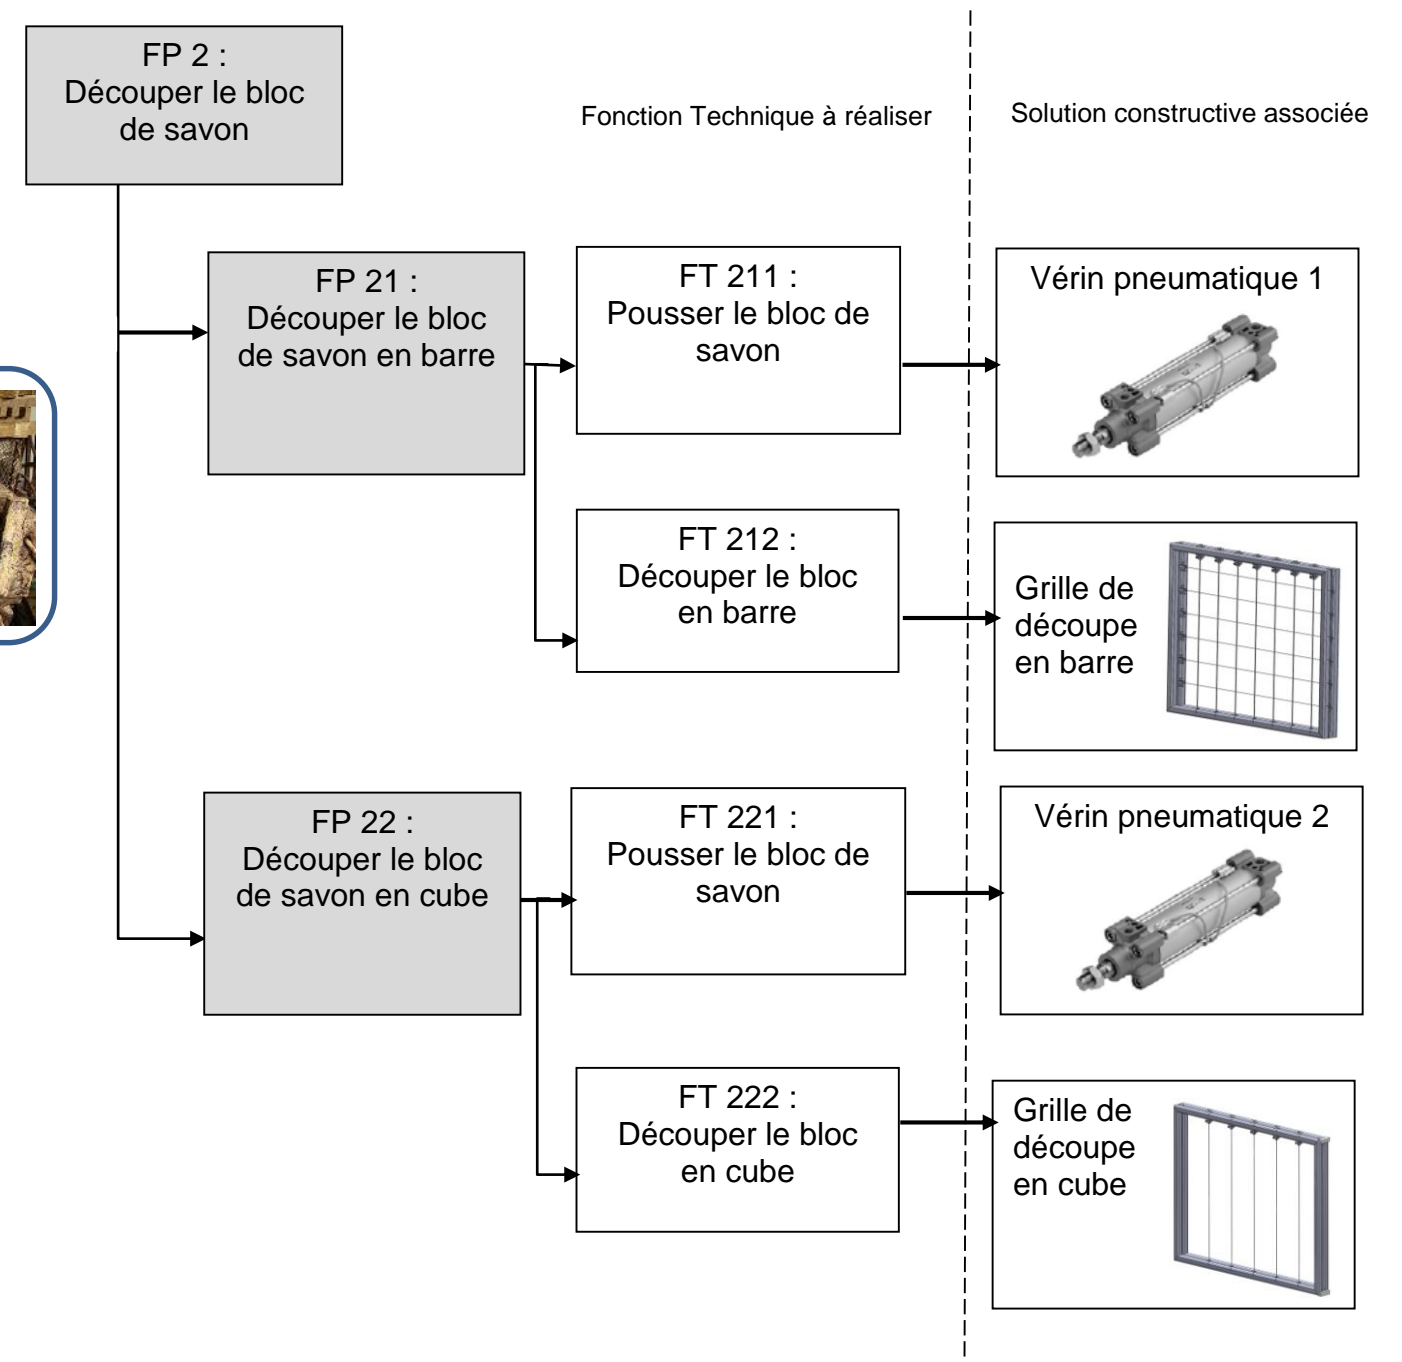 FP 2 :
Découper le bloc
de savon
Fonction Technique à réaliser
Solution constructive associée
FP 21 :
Découper le bloc
de savon en barre
FT 211 :
Pousser le bloc de
savon
Vérin pneumatique 1
FT 212 :
Découper le bloc
en barre
Grille de
découpe
en barre
FP 22 :
Découper le bloc
de savon en cube
FT 221 :
Pousser le bloc de
savon
Vérin pneumatique 2
FT 222 :
Découper le bloc
en cube
Grille de
découpe
en cube